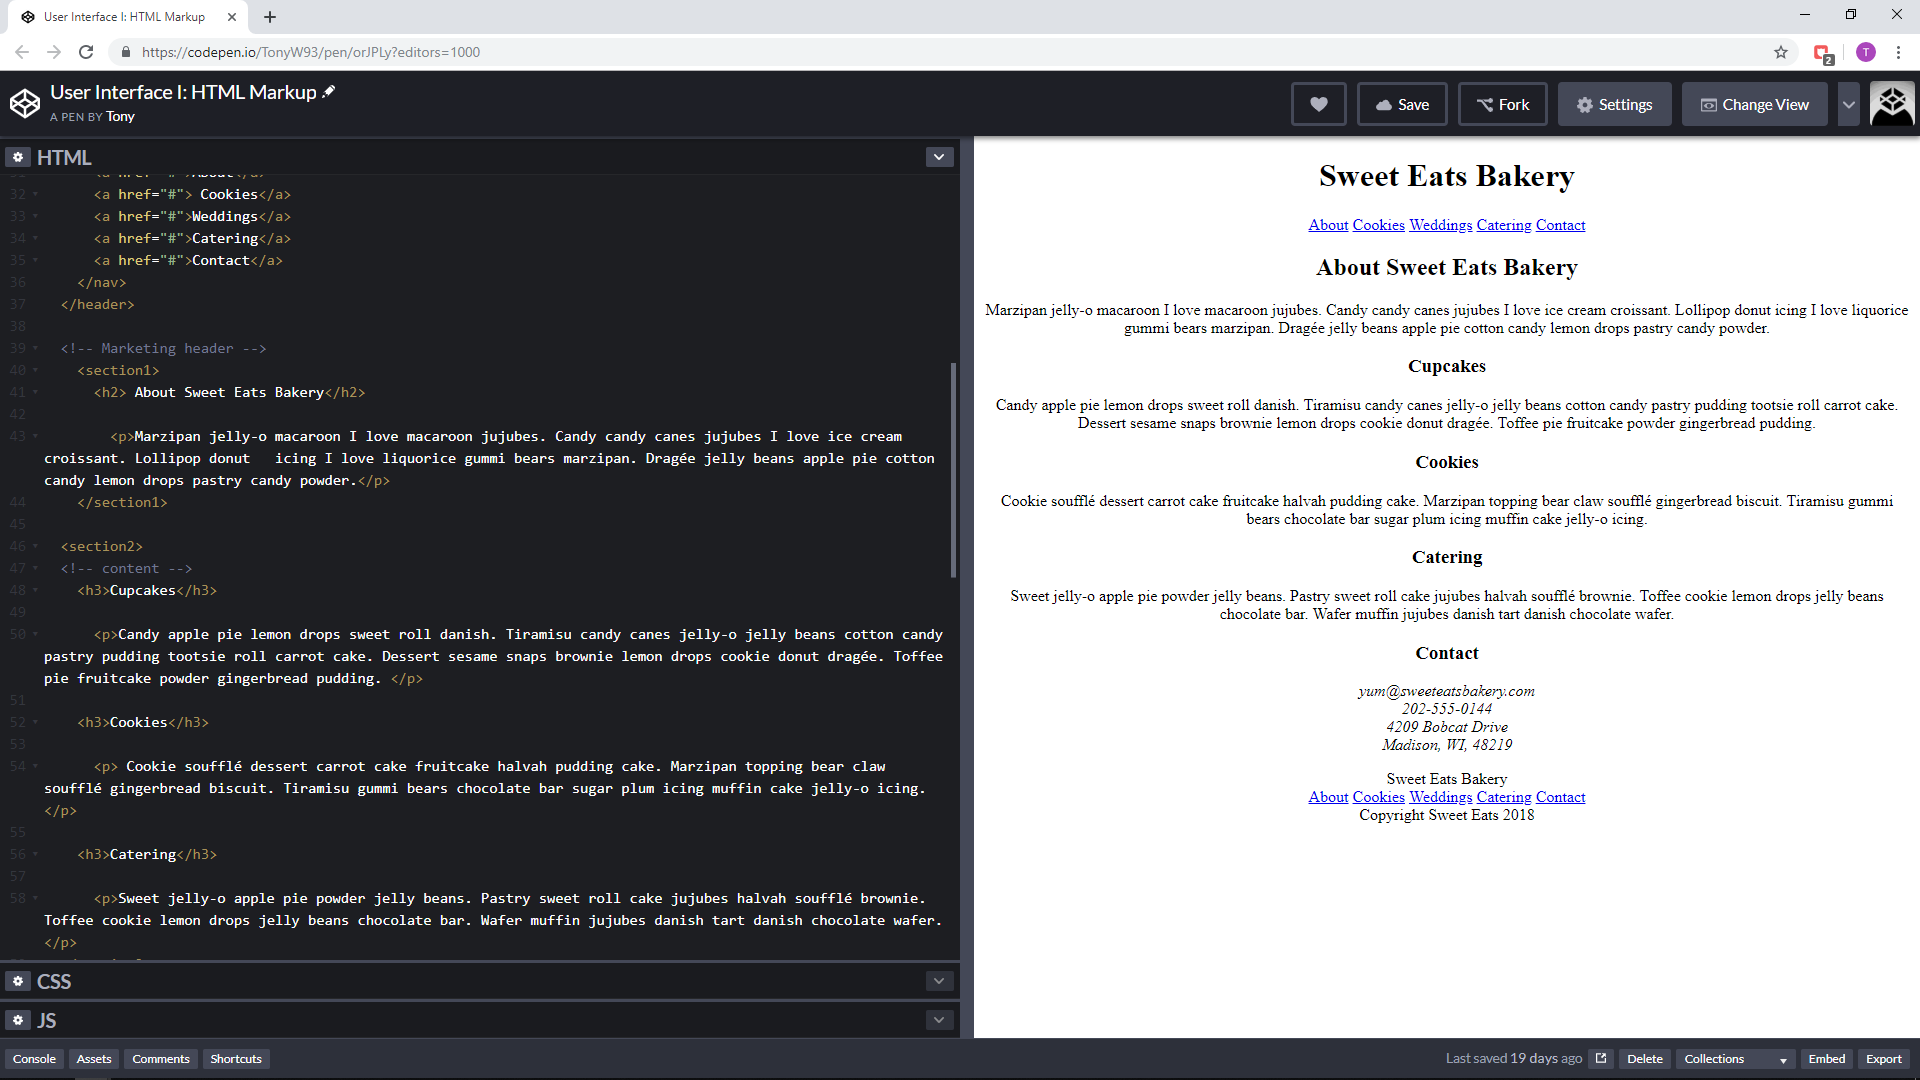 User Interface I: HTML Markup
https://codepen.io/TonyW93/pen/orJPLy?editors=1000
2
T
User Interface I: HTML Markup
A PEN BY Tony
Save
Fork
Settings
Change View
HTML
31 <a href="#">About</a>
32 <a href="#"> Cookies</a>
33 <a href="#">Weddings</a>
34 <a href="#">Catering</a>
35 <a href="#">Contact</a>
36 </nav>
37 </header>
38
39 <!-- Marketing header -->
40 <section1>
41 <h2> About Sweet Eats Bakery</h2>
42
43 <p>Marzipan jelly-o macaroon I love macaroon jujubes. Candy candy canes jujubes I love ice cream
croissant. Lollipop donut   icing I love liquorice gummi bears marzipan. Dragée jelly beans apple pie cotton
candy lemon drops pastry candy powder.</p>
44 </section1>
45
46 <section2>
47 <!-- content -->
48 <h3>Cupcakes</h3>
49
50 <p>Candy apple pie lemon drops sweet roll danish. Tiramisu candy canes jelly-o jelly beans cotton candy
pastry pudding tootsie roll carrot cake. Dessert sesame snaps brownie lemon drops cookie donut dragée. Toffee
pie fruitcake powder gingerbread pudding. </p>
51
52 <h3>Cookies</h3>
53
54 <p> Cookie soufflé dessert carrot cake fruitcake halvah pudding cake. Marzipan topping bear claw
soufflé gingerbread biscuit. Tiramisu gummi bears chocolate bar sugar plum icing muffin cake jelly-o icing.
</p>
55
56 <h3>Catering</h3>
57
58 <p>Sweet jelly-o apple pie powder jelly beans. Pastry sweet roll cake jujubes halvah soufflé brownie.
Toffee cookie lemon drops jelly beans chocolate bar. Wafer muffin jujubes danish tart danish chocolate wafer.
</p>
CSS
JS
Sweet Eats Bakery
About Cookies Weddings Catering Contact
About Sweet Eats Bakery
Marzipan jelly-o macaroon I love macaroon jujubes. Candy candy canes jujubes I love ice cream croissant. Lollipop donut icing I love liquorice
gummi bears marzipan. Dragée jelly beans apple pie cotton candy lemon drops pastry candy powder.
Cupcakes
Candy apple pie lemon drops sweet roll danish. Tiramisu candy canes jelly-o jelly beans cotton candy pastry pudding tootsie roll carrot cake.
Dessert sesame snaps brownie lemon drops cookie donut dragée. Toffee pie fruitcake powder gingerbread pudding.
Cookies
Cookie soufflé dessert carrot cake fruitcake halvah pudding cake. Marzipan topping bear claw soufflé gingerbread biscuit. Tiramisu gummi
bears chocolate bar sugar plum icing muffin cake jelly-o icing.
Catering
Sweet jelly-o apple pie powder jelly beans. Pastry sweet roll cake jujubes halvah soufflé brownie. Toffee cookie lemon drops jelly beans
chocolate bar. Wafer muffin jujubes danish tart danish chocolate wafer.
Contact
yum@sweeteatsbakery.com
202-555-0144
4209 Bobcat Drive
Madison, WI, 48219
Sweet Eats Bakery
About Cookies Weddings Catering Contact
Copyright Sweet Eats 2018
Console Assets Comments Shortcuts
Last saved 19 days ago Delete Collections Embed Export